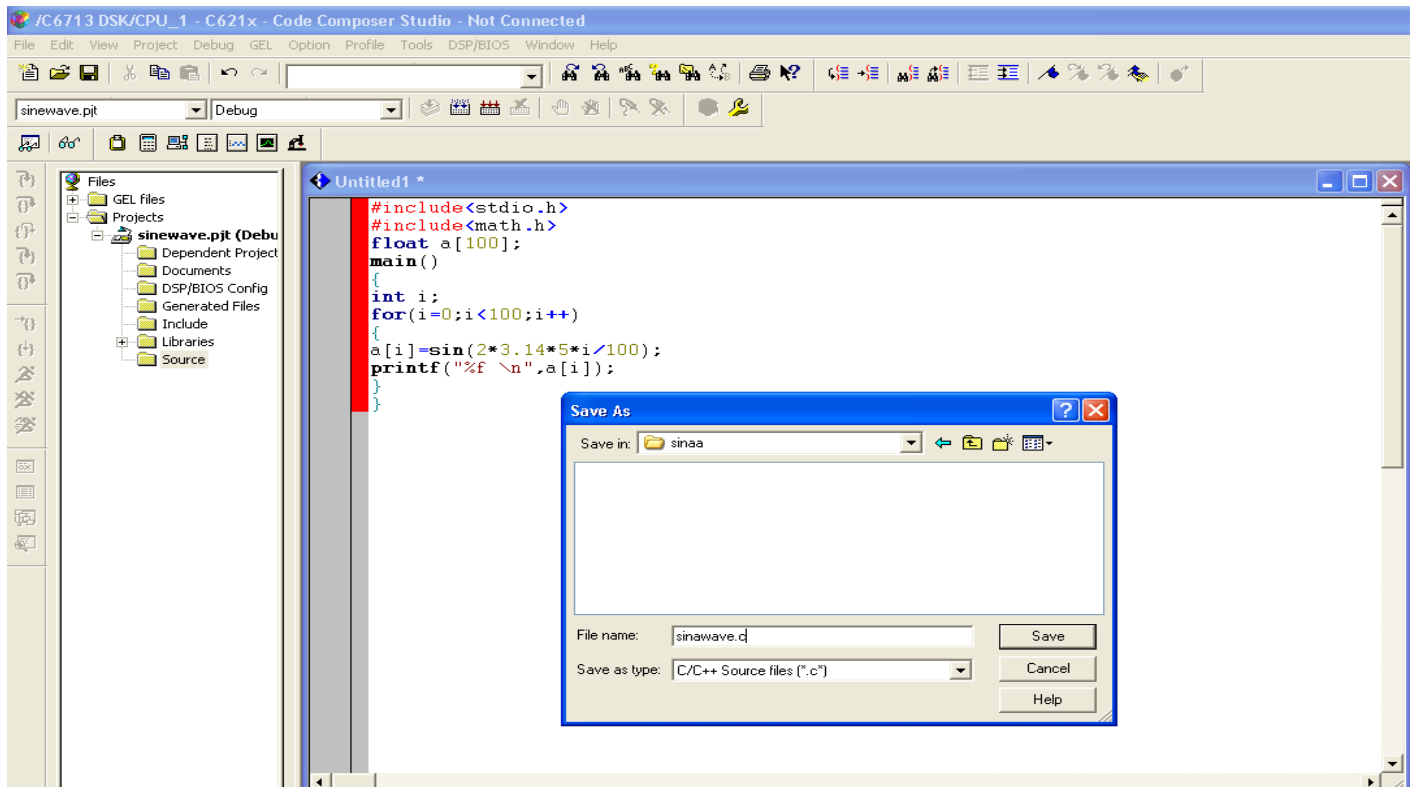 /C6713 DSK/CPU_1 - C621x - Code Composer Studio - Not Connected
File Edit View Project Debug GEL Option Profile Tools DSP/BIOS Window Help
sinewave.pjt Debug
Files
GEL files
Projects
sinewave.pjt (Debu
Dependent Project
Documents
DSP/BIOS Config
Generated Files
Include
Libraries
Source
Untitled1 *
#include<stdio.h>
#include<math.h>
float a[100];
main()
{
int i;
for(i=0;i<100;i++)
{
a[i]=sin(2*3.14*5*i/100);
printf("%f \n",a[i]);
}
}
Save As
Save in: sinaa
File name: sinawave.c
Save
Save as type: C/C++ Source files (*.c*)
Cancel
Help